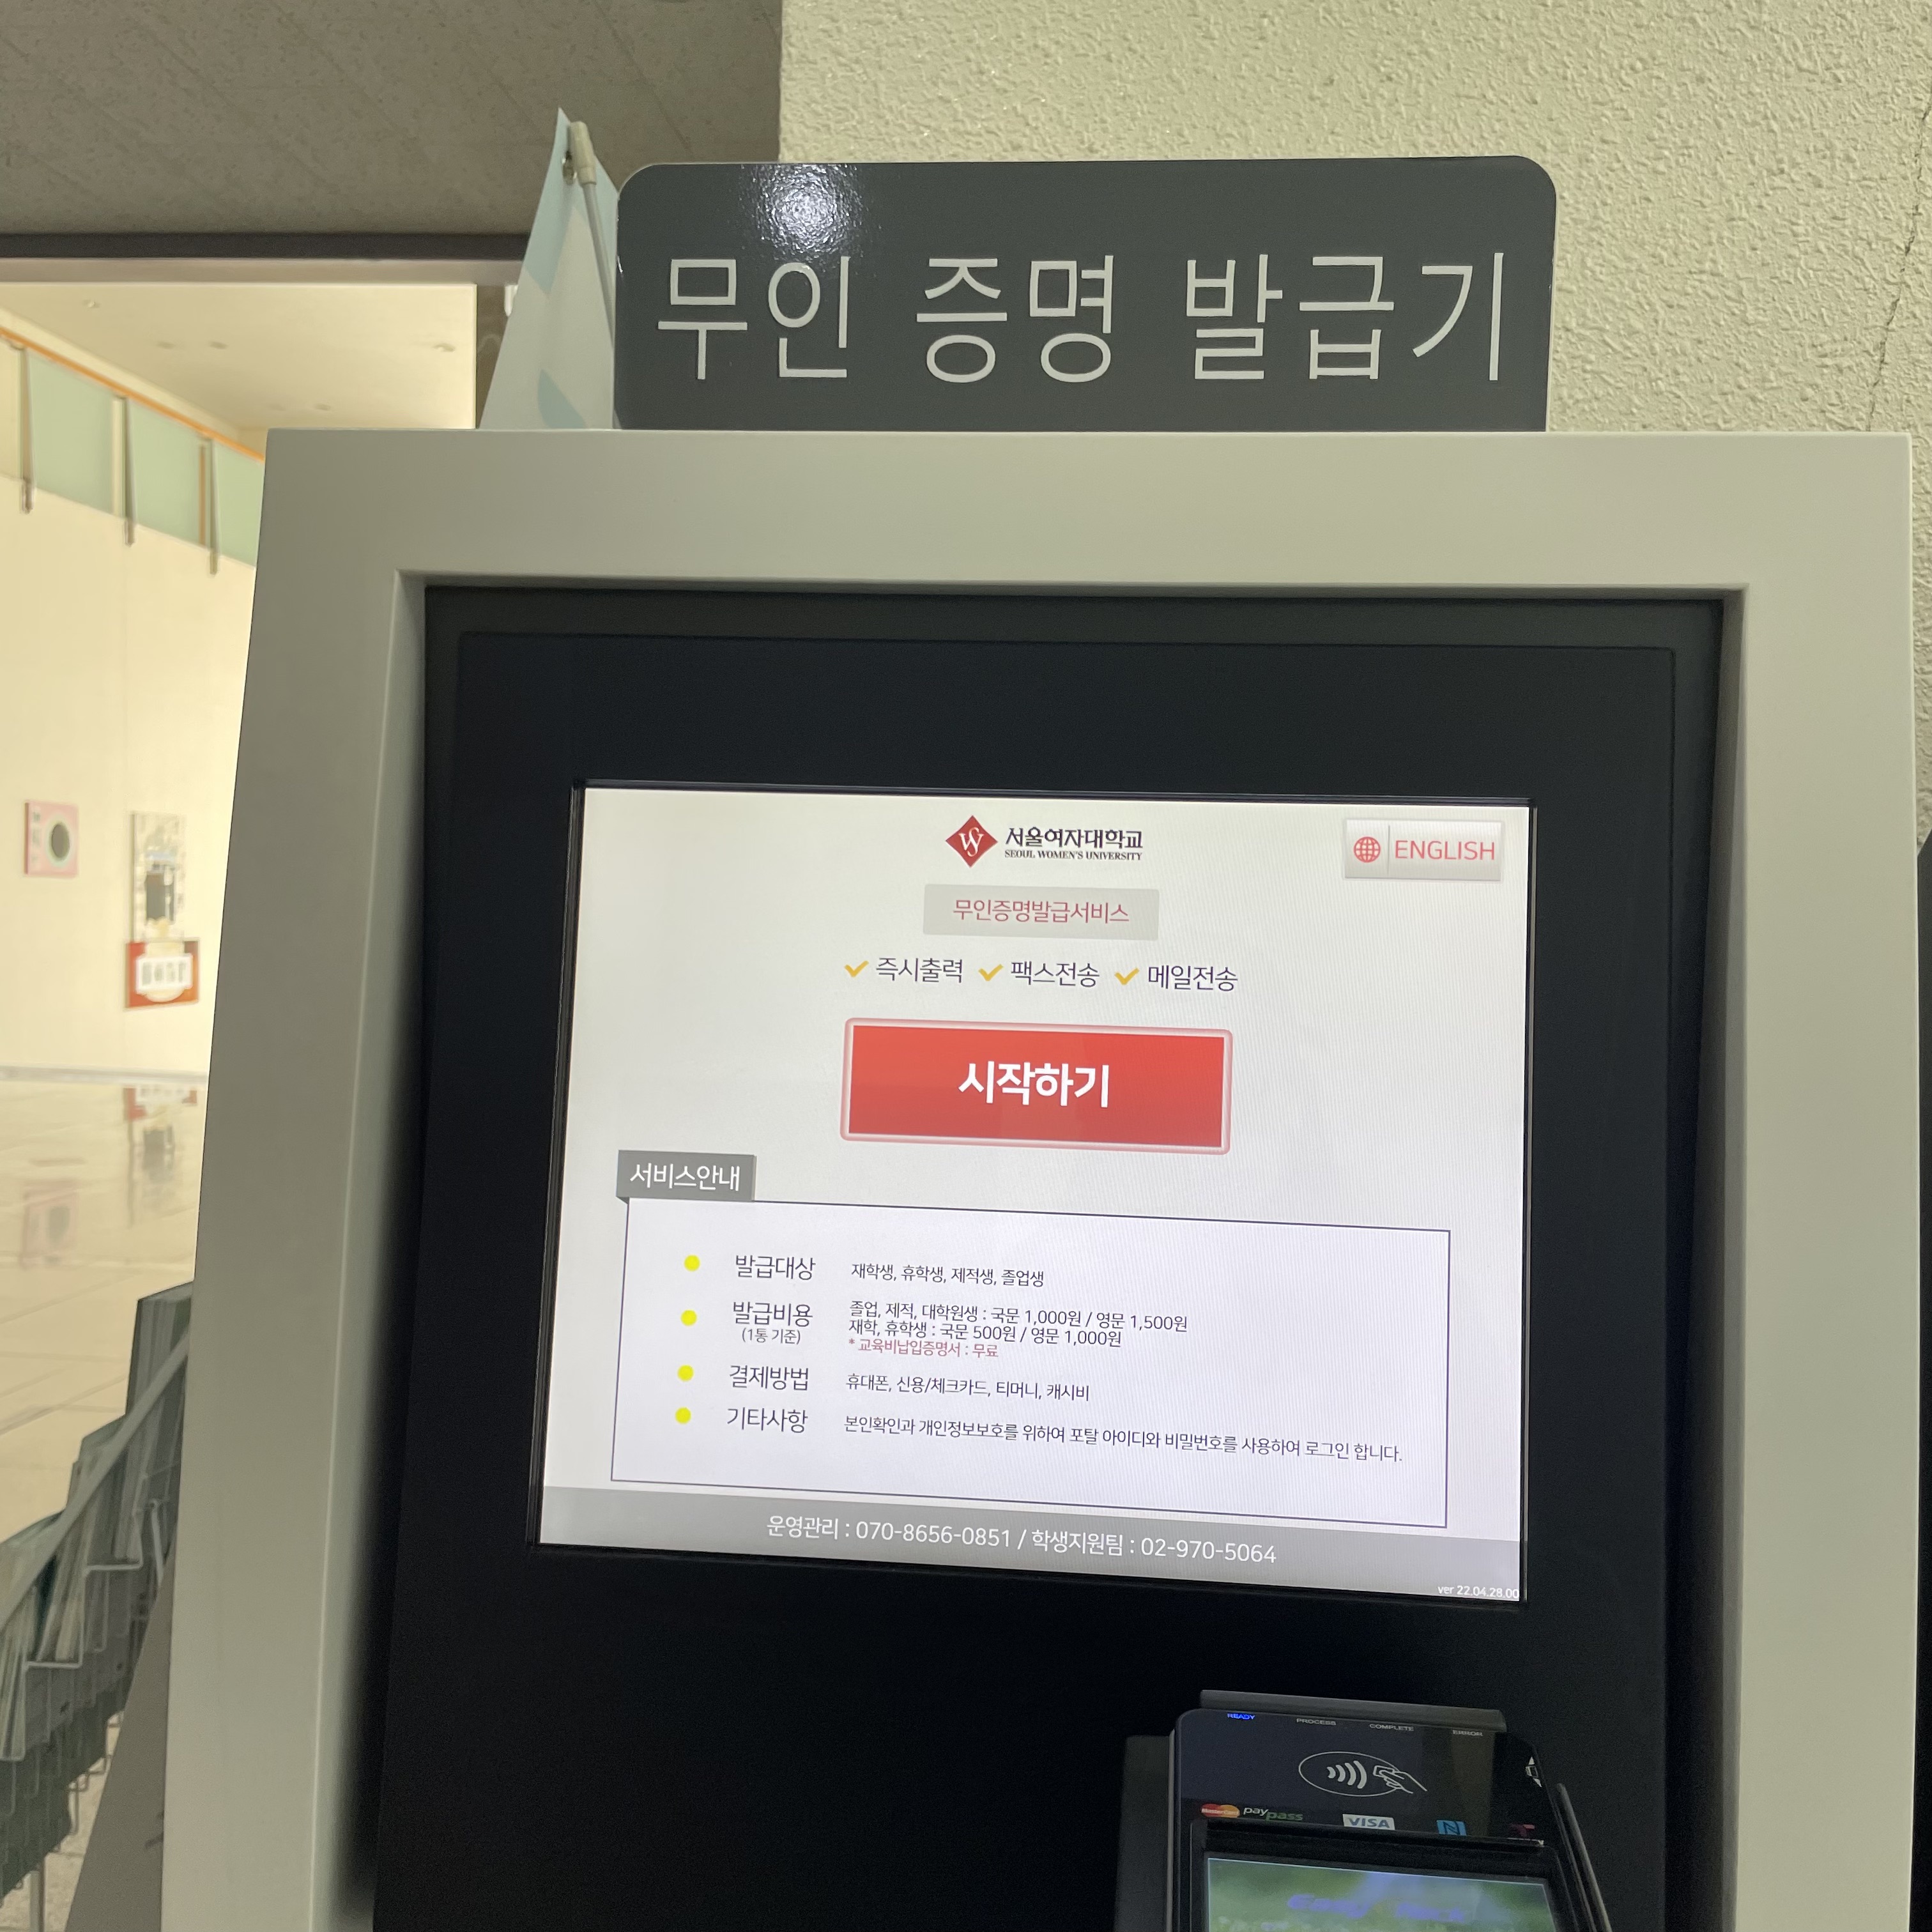 무인 증명 발급기
서울여자대학교
SEOUL WOMEN'S UNIVERSITY
ENGLISH
무인증명발급서비스
즉시출력 팩스전송 메일전송
시작하기
서비스안내
발급대상 재학생, 휴학생, 제적생, 졸업생
발급비용 졸업, 제적, 대학원생 : 국문 1,000원 / 영문 1,500원
(1통 기준) 재학, 휴학생 : 국문 500원 / 영문 1,000원
* 교육비납입증명서 : 무료
결제방법 휴대폰, 신용/체크카드, 티머니, 캐시비
기타사항 본인확인과 개인정보보호를 위하여 포탈 아이디와 비밀번호를 사용하여 로그인 합니다.
운영관리 : 070-8656-0851 / 학생지원팀 : 02-970-5064
ver 22.04.28.00
READY PROCESS COMPLETE ERROR
MasterCard paypass VISA